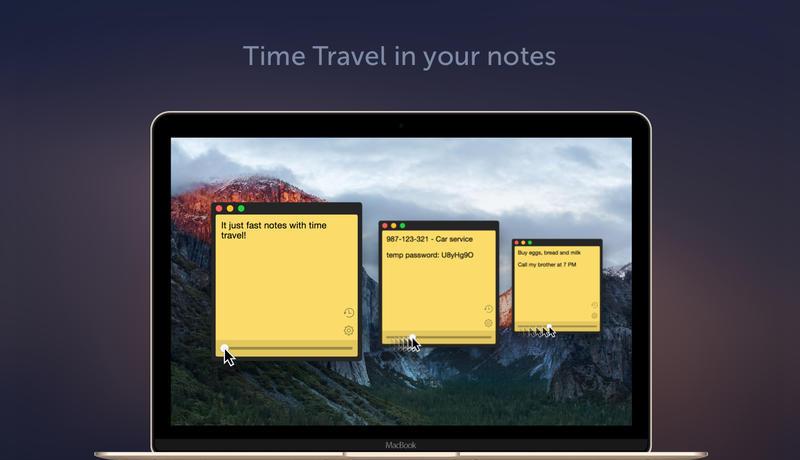 Time Travel in your notes
It just fast notes with time
travel!
987-123-321 - Car service
temp password: U8yHg9O
Buy eggs, bread and milk
Call my brother at 7 PM
MacBook